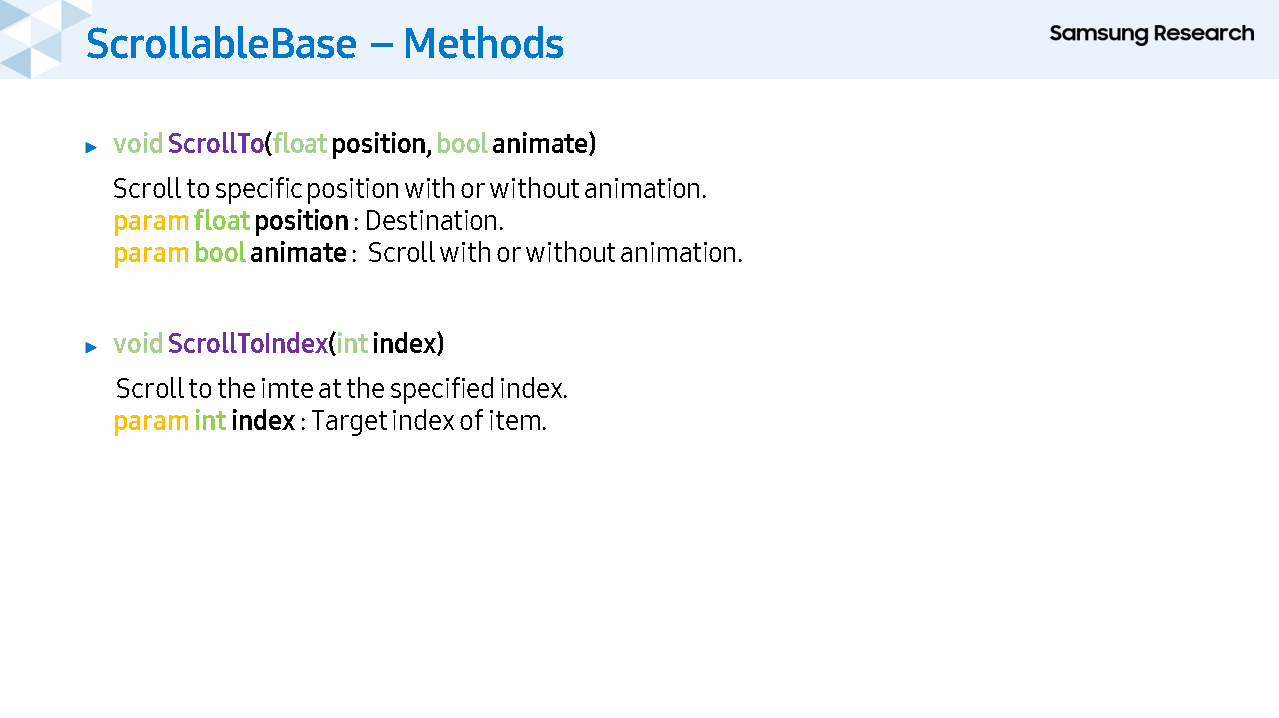 ScrollableBase – Methods
Samsung Research
void ScrollTo(float position, bool animate)
Scroll to specific position with or without animation.
param float position : Destination.
param bool animate : Scroll with or without animation.
void ScrollToIndex(int index)
Scroll to the imte at the specified index.
param int index : Target index of item.